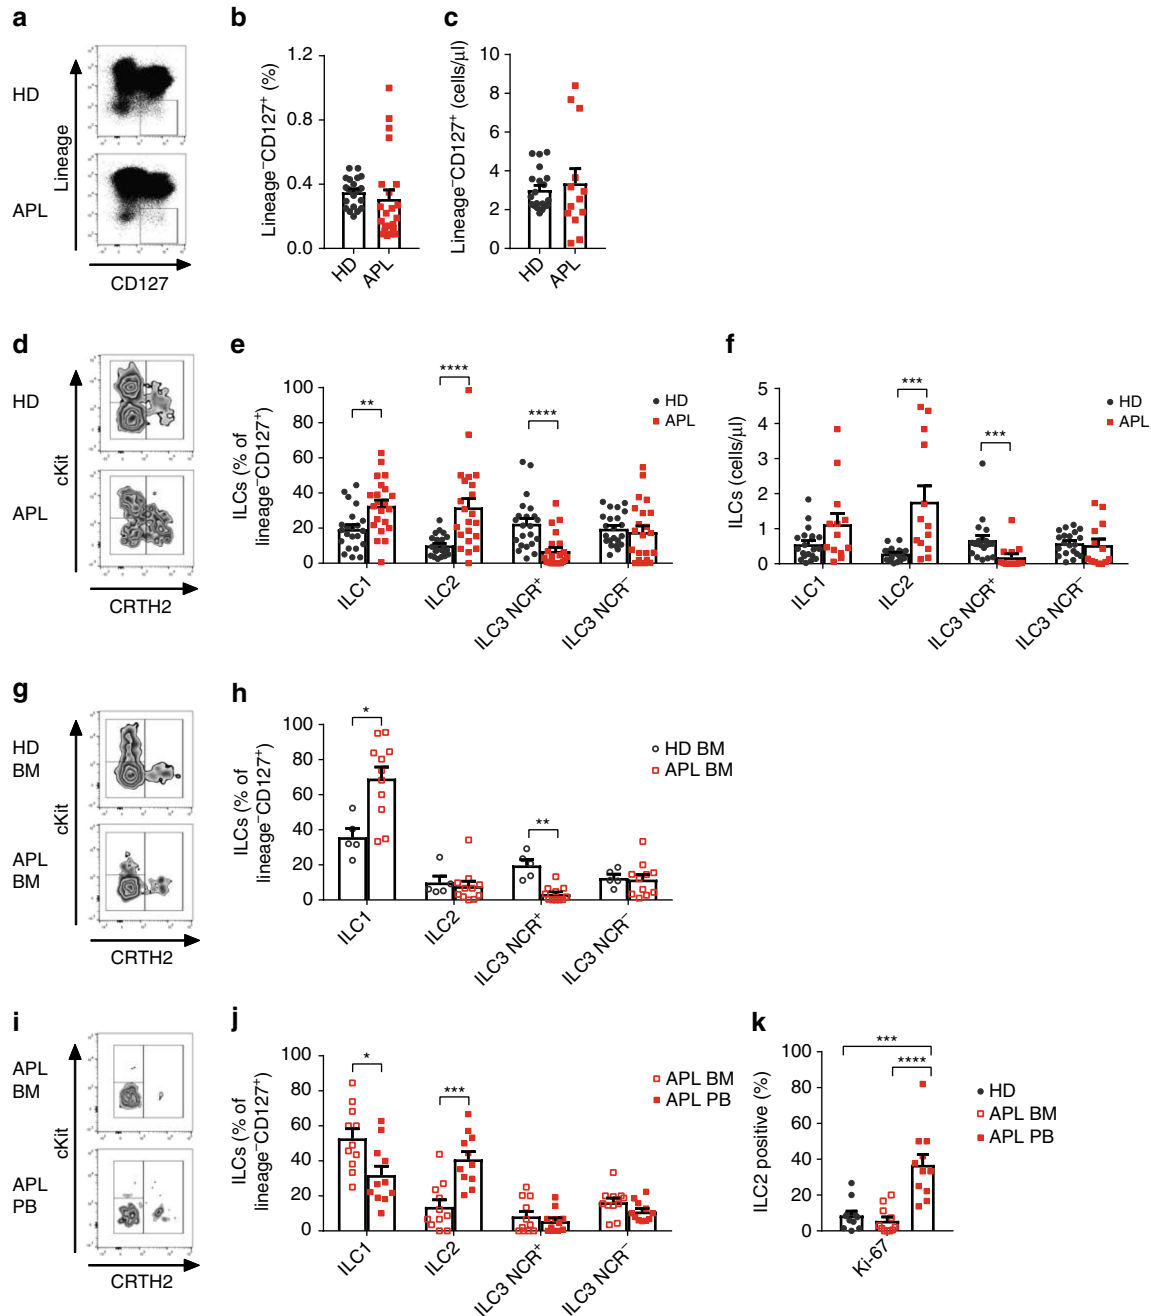 a
HD
APL
Lineage
CD127
b
Lineage⁻CD127⁺ (%)
1.2
0.8
0.4
0.0
HD
APL
c
Lineage⁻CD127⁺ (cells/µl)
10
8
6
4
2
0
HD
APL
d
HD
APL
cKit
CRTH2
e
ILCs (% of
lineage⁻CD127⁺)
100
80
60
40
20
0
**
****
****
HD
APL
ILC1
ILC2
ILC3 NCR⁺
ILC3 NCR⁻
f
ILCs (cells/µl)
5
4
3
2
1
0
***
***
HD
APL
ILC1
ILC2
ILC3 NCR⁺
ILC3 NCR⁻
g
HD
BM
APL
BM
cKit
CRTH2
h
ILCs (% of
lineage⁻CD127⁺)
100
80
60
40
20
0
*
**
HD BM
APL BM
ILC1
ILC2
ILC3 NCR⁺
ILC3 NCR⁻
i
APL
BM
APL
PB
cKit
CRTH2
j
ILCs (% of
lineage⁻CD127⁺)
100
80
60
40
20
0
*
***
APL BM
APL PB
ILC1
ILC2
ILC3 NCR⁺
ILC3 NCR⁻
k
ILC2 positive (%)
100
80
60
40
20
0
***
****
HD
APL BM
APL PB
Ki-67